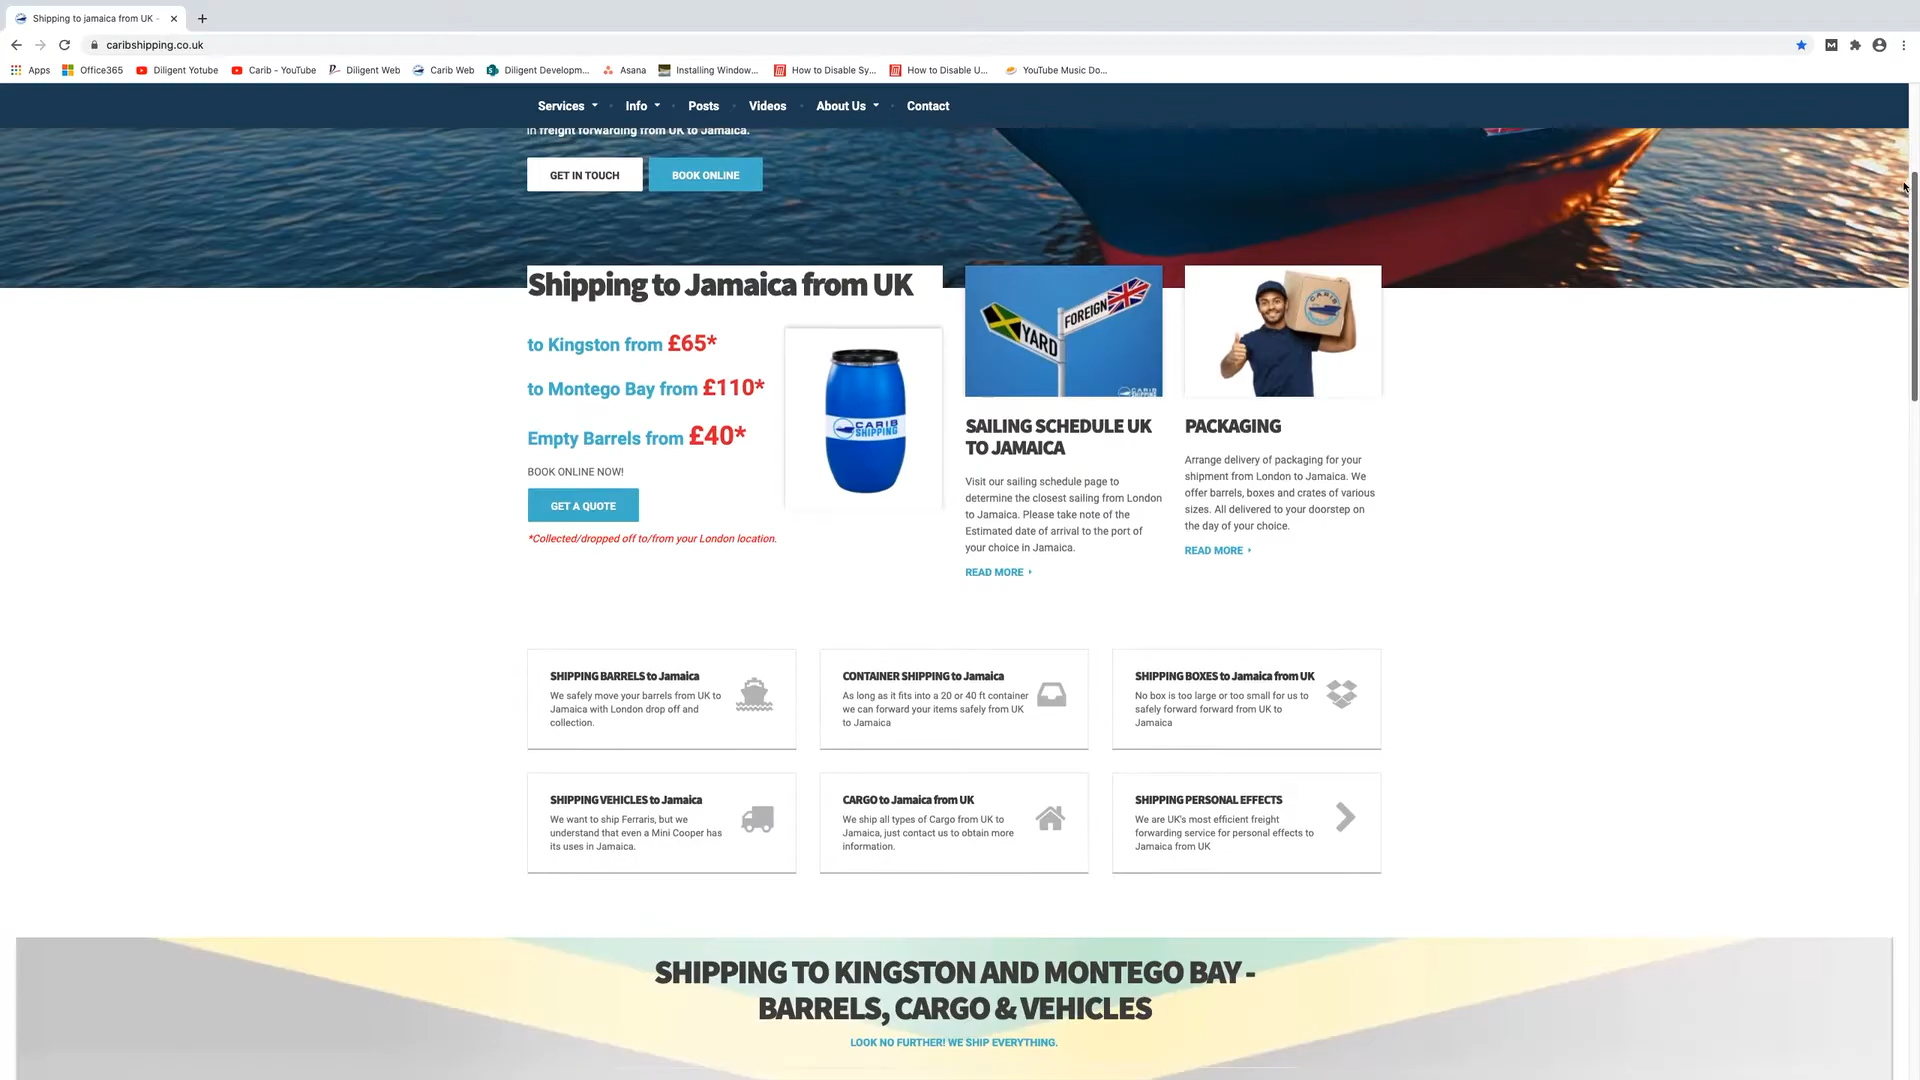 Shipping to jamaica from UK -
caribshipping.co.uk
Apps
Office365
Diligent Yotube
Carib - YouTube
Diligent Web
Carib Web
Diligent Developm...
Asana
Installing Window...
How to Disable Sy...
How to Disable U...
YouTube Music Do...
Services
Info
Posts
Videos
About Us
Contact
in freight forwarding from UK to Jamaica.
GET IN TOUCH
BOOK ONLINE
Shipping to Jamaica from UK
to Kingston from £65*
to Montego Bay from £110*
Empty Barrels from £40*
BOOK ONLINE NOW!
GET A QUOTE
*Collected/dropped off to/from your London location.
CARIB
SHIPPING
YARD
FOREIGN
CARIB
SHIPPING
SAILING SCHEDULE UK
TO JAMAICA
Visit our sailing schedule page to
determine the closest sailing from London
to Jamaica. Please take note of the
Estimated date of arrival to the port of
your choice in Jamaica.
READ MORE
CARIB
PACKAGING
Arrange delivery of packaging for your
shipment from London to Jamaica. We
offer barrels, boxes and crates of various
sizes. All delivered to your doorstep on
the day of your choice.
READ MORE
SHIPPING BARRELS to Jamaica
We safely move your barrels from UK to
Jamaica with London drop off and
collection.
CONTAINER SHIPPING to Jamaica
As long as it fits into a 20 or 40 ft container
we can forward your items safely from UK
to Jamaica
SHIPPING BOXES to Jamaica from UK
No box is too large or too small for us to
safely forward forward from UK to
Jamaica
SHIPPING VEHICLES to Jamaica
We want to ship Ferraris, but we
understand that even a Mini Cooper has
its uses in Jamaica.
CARGO to Jamaica from UK
We ship all types of Cargo from UK to
Jamaica, just contact us to obtain more
information.
SHIPPING PERSONAL EFFECTS
We are UK's most efficient freight
forwarding service for personal effects to
Jamaica from UK
SHIPPING TO KINGSTON AND MONTEGO BAY -
BARRELS, CARGO & VEHICLES
LOOK NO FURTHER! WE SHIP EVERYTHING.